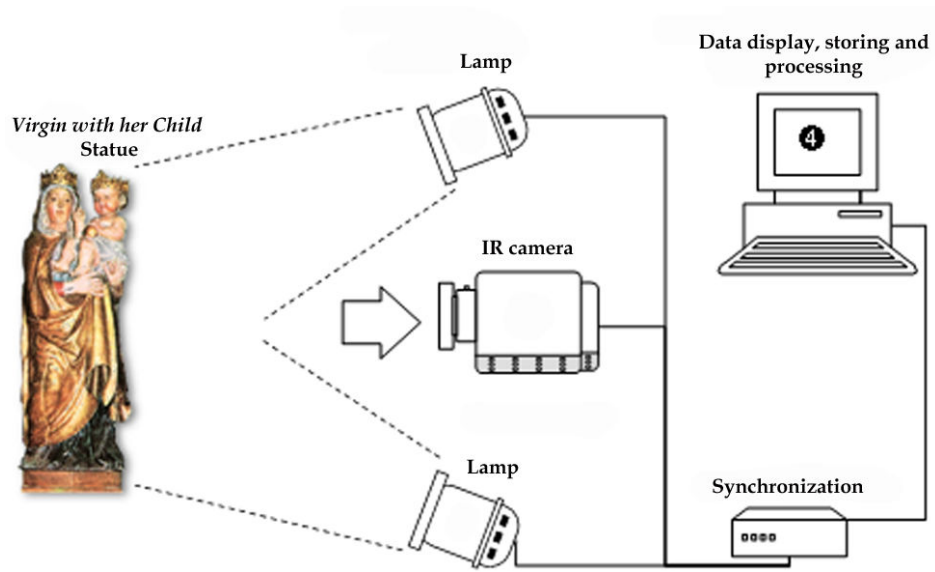 Lamp
Data display, storing and
processing
Virgin with her Child
Statue
4
IR camera
Lamp
Synchronization